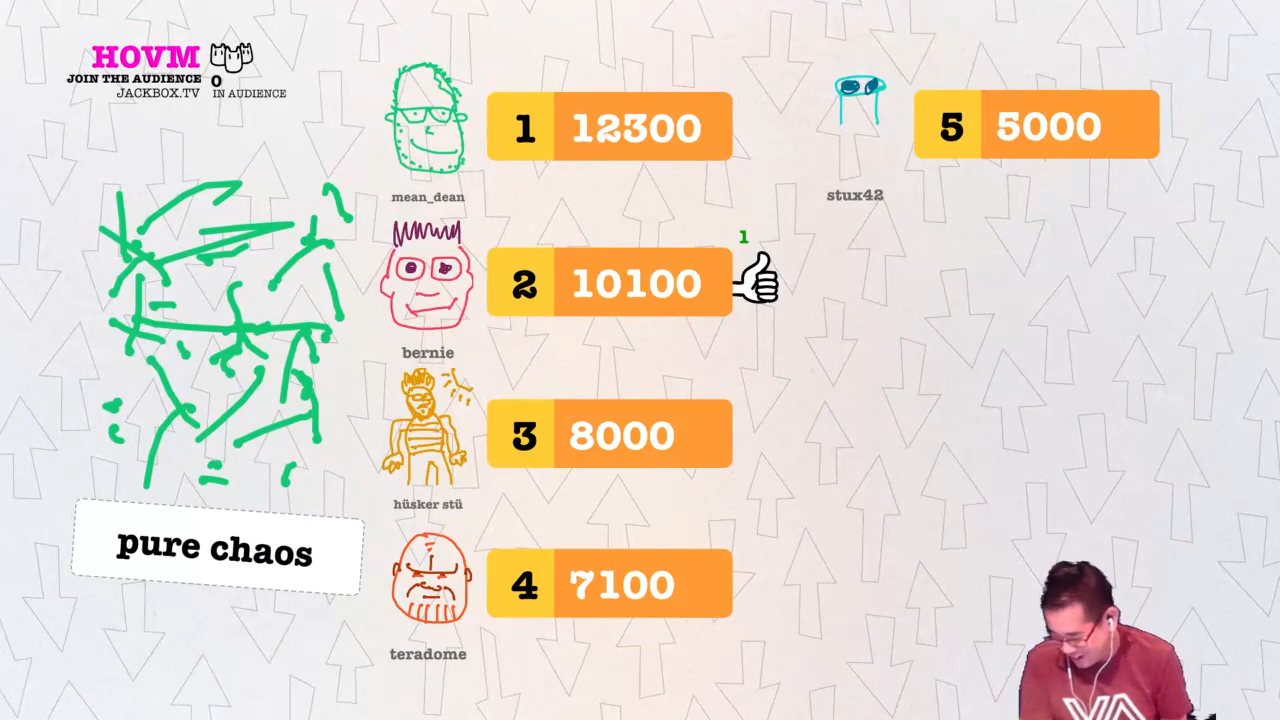 HOVM
JOIN THE AUDIENCE
JACKBOX.TV
0
IN AUDIENCE
pure chaos
1 12300
mean_dean
2 10100
1
bernie
3 8000
hüsker stü
4 7100
teradome
5 5000
stux42